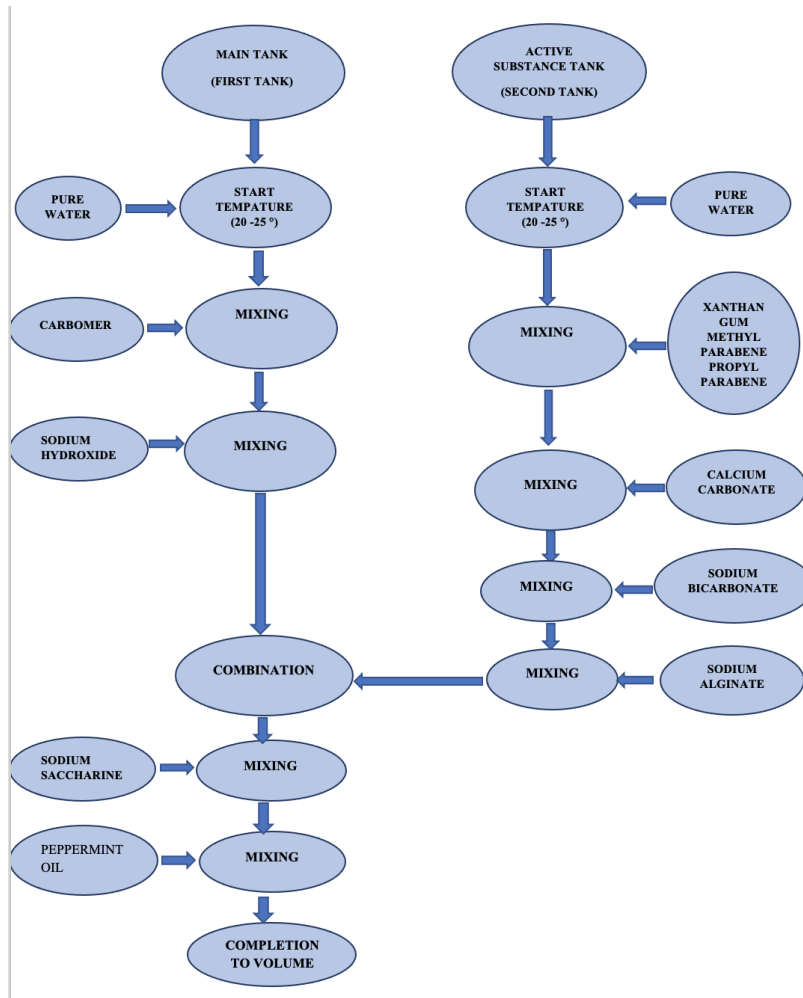 MAIN TANK
(FIRST TANK)
ACTIVE
SUBSTANCE TANK
(SECOND TANK)
PURE
WATER
START
TEMPATURE
(20 -25 °)
START
TEMPATURE
(20 -25 °)
PURE
WATER
CARBOMER
MIXING
MIXING
XANTHAN
GUM
METHYL
PARABENE
PROPYL
PARABENE
SODIUM
HYDROXIDE
MIXING
MIXING
CALCIUM
CARBONATE
MIXING
SODIUM
BICARBONATE
COMBINATION
MIXING
SODIUM
ALGINATE
SODIUM
SACCHARINE
MIXING
PEPPERMINT
OIL
MIXING
COMPLETION
TO VOLUME